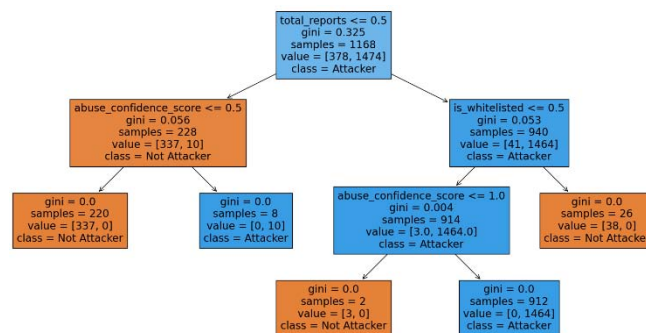 total_reports <= 0.5
gini = 0.325
samples = 1168
value = [378, 1474]
class = Attacker
abuse_confidence_score <= 0.5
gini = 0.056
samples = 228
value = [337, 10]
class = Not Attacker
is_whitelisted <= 0.5
gini = 0.053
samples = 940
value = [41, 1464]
class = Attacker
gini = 0.0
samples = 220
value = [337, 0]
class = Not Attacker
gini = 0.0
samples = 8
value = [0, 10]
class = Attacker
abuse_confidence_score <= 1.0
gini = 0.004
samples = 914
value = [3.0, 1464.0]
class = Attacker
gini = 0.0
samples = 26
value = [38, 0]
class = Not Attacker
gini = 0.0
samples = 2
value = [3, 0]
class = Not Attacker
gini = 0.0
samples = 912
value = [0, 1464]
class = Attacker